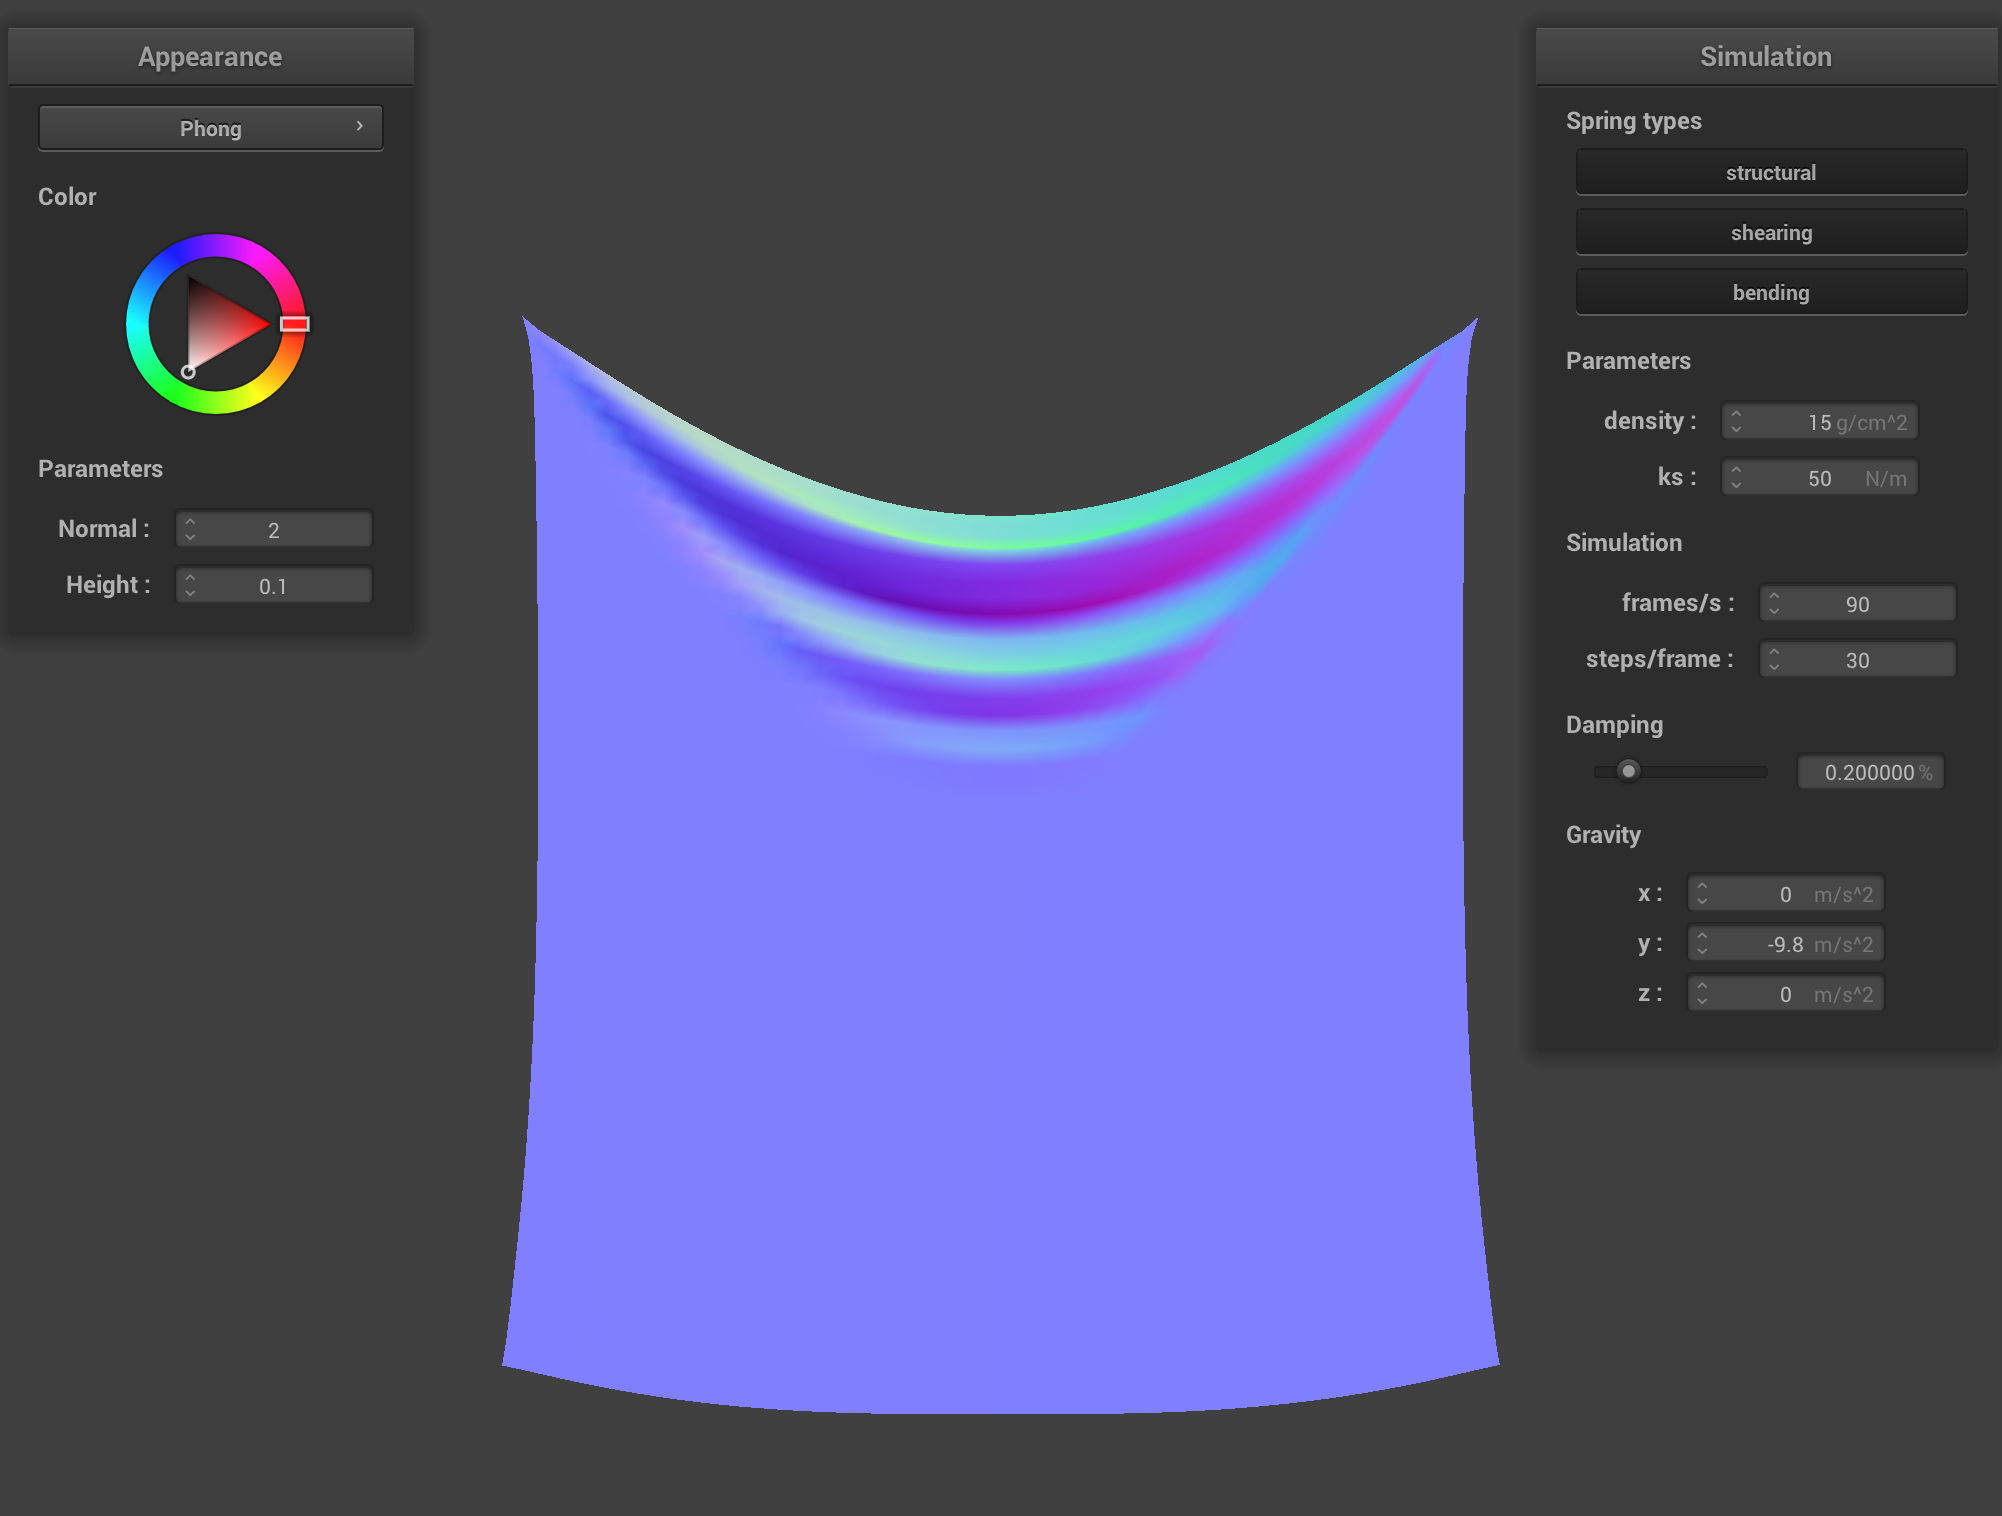 Appearance
Phong
Color
Parameters
Normal : 2
Height : 0.1
Simulation
Spring types
structural
shearing
bending
Parameters
density : 15 g/cm^2
ks : 50 N/m
Simulation
frames/s : 90
steps/frame : 30
Damping
0.200000 %
Gravity
x : 0 m/s^2
y : -9.8 m/s^2
z : 0 m/s^2